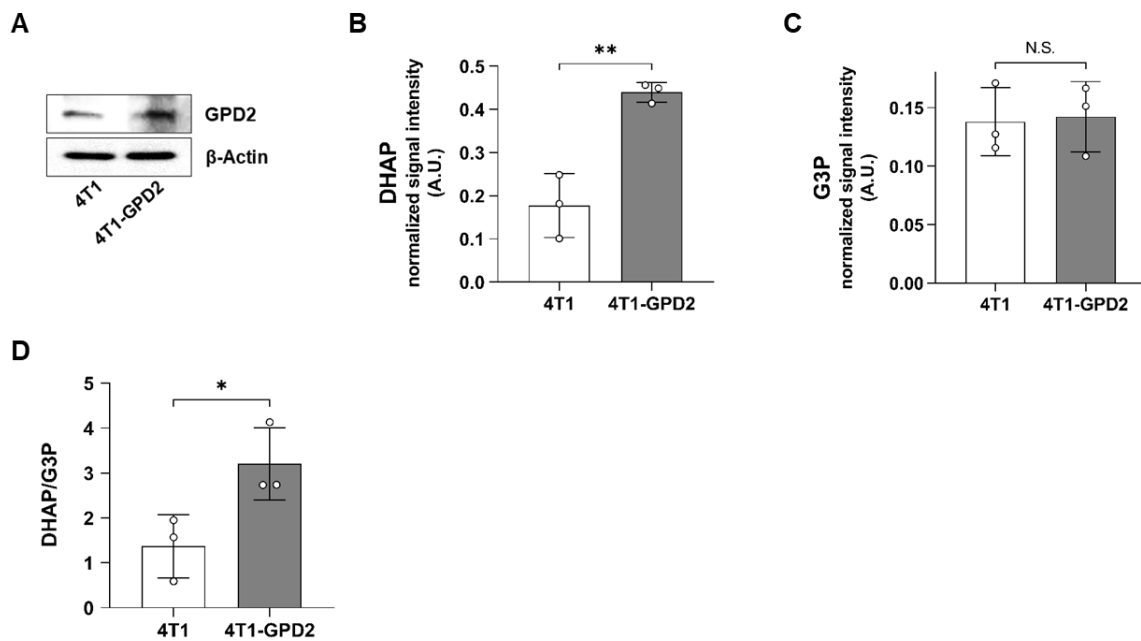 A
GPD2
β-Actin
4T1
4T1-GPD2
B
**
DHAP
normalized signal intensity
(A.U.)
0.5
0.4
0.3
0.2
0.1
0.0
4T1
4T1-GPD2
C
N.S.
G3P
normalized signal intensity
(A.U.)
0.15
0.10
0.05
0.00
4T1
4T1-GPD2
D
*
DHAP/G3P
5
4
3
2
1
0
4T1
4T1-GPD2